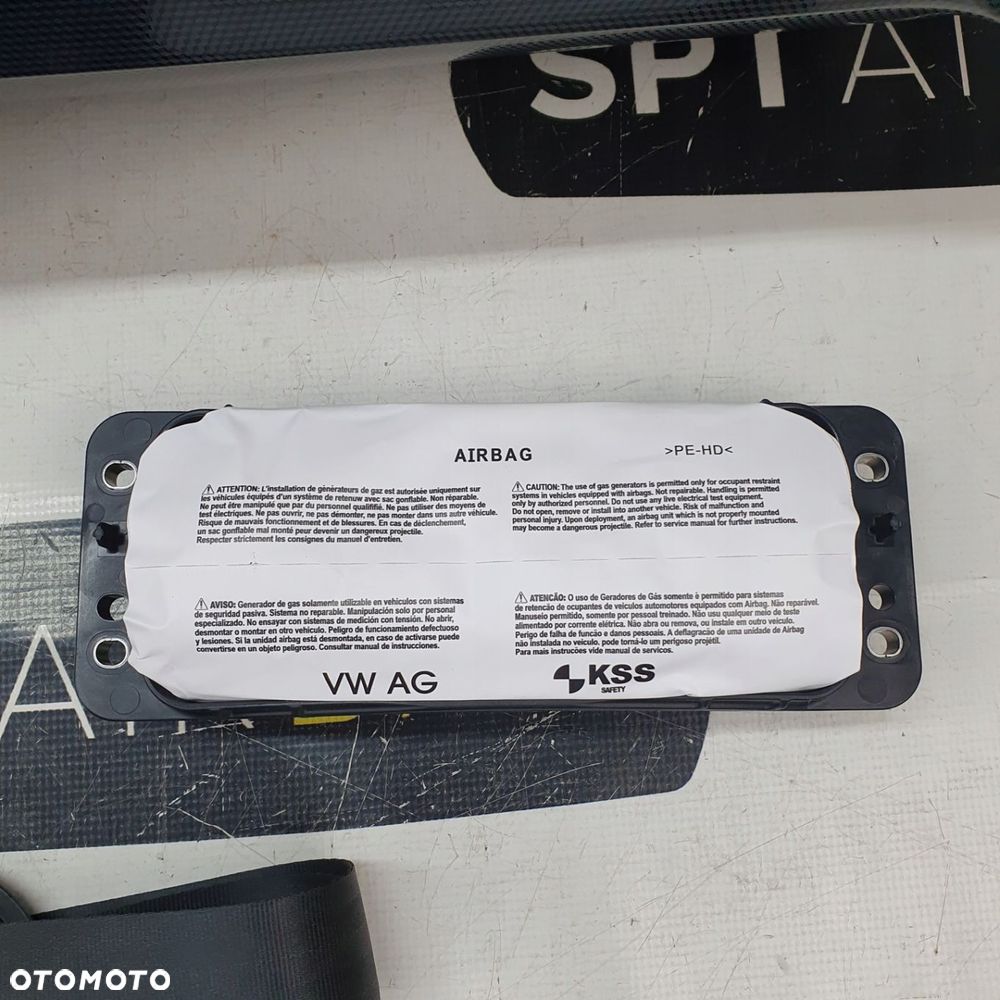 SPT AI
AIRBAG
>PE-HD<
⚠ ATTENTION: L'installation de générateurs de gaz est autorisée uniquement sur
les véhicules équipés d'un système de retenuw avec sac gonflable. Non réparable.
Ne peut être manipulé que par du personnel qualifié. Ne pas utiliser des moyens de
test électriques. Ne pas ouvrir, ne pas démonter, ne pas monter dans uns autre véhicule.
Risque de mauvais fonctionnement et de blessures. En cas de déclenchement,
un sac gonflable mal monté peut devenir un dangereux projectile.
Respecter strictement les consignes du manuel d'entretien.
⚠ CAUTION: The use of gas generators is permitted only for occupant restraint
systems in vehicles equipped with airbags. Not repairable. Handling is permitted
only by authorized personnel. Do not use any live electrical test equipment.
Do not open, remove or install into another vehicle. Risk of malfunction and
personal injury. Upon deployment, an airbag unit which is not properly mounted
may become a dangerous projectile. Refer to service manual for further instructions.
⚠ AVISO: Generador de gas solamente utilizable en vehiculos con sistemas
de seguridad pasiva. Sistema no reparable. Manipulación solo por personal
especializado. No ensayar con sistemas de medición con tensión. No abrir,
desmontar o montar en otro vehículo. Peligro de funcionamiento defectuoso
y lesiones. Si la unidad airbag está desmontada, en caso de activarse puede
convertirse en un objeto peligroso. Consultar manual de instrucciones.
⚠ ATENCÃO: O uso de Geradores de Gás somente è permitido para sistemas
de retencão de ocupantes de veículos automotores equipados com Airbag. Não reparável.
Manuseio permitido, somente por pessoal treinado. Não usu qualquer meio de teste
alimentado por corrente elétrica. Não abra ou remova, ou instale em outro veículo.
Perigo de falha de funcão e danos pessoais. A deflagracão de uma unidade de Airbag
não instalada no veículo, pode torná-lo um perigoso projétil.
Para mais instrucões vide manual de servicos.
VW AG
KSS
SAFETY
OTOMOTO